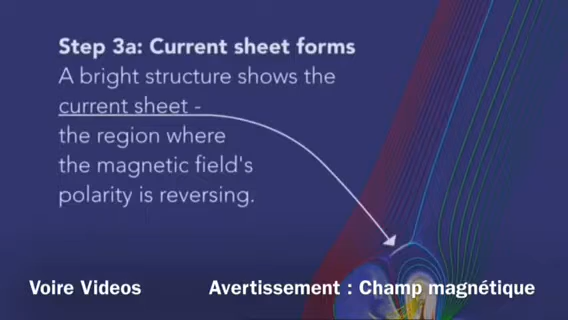 Step 3a: Current sheet forms
A bright structure shows the
current sheet -
the region where
the magnetic field's
polarity is reversing.
Voire Videos
Avertissement : Champ magnétique